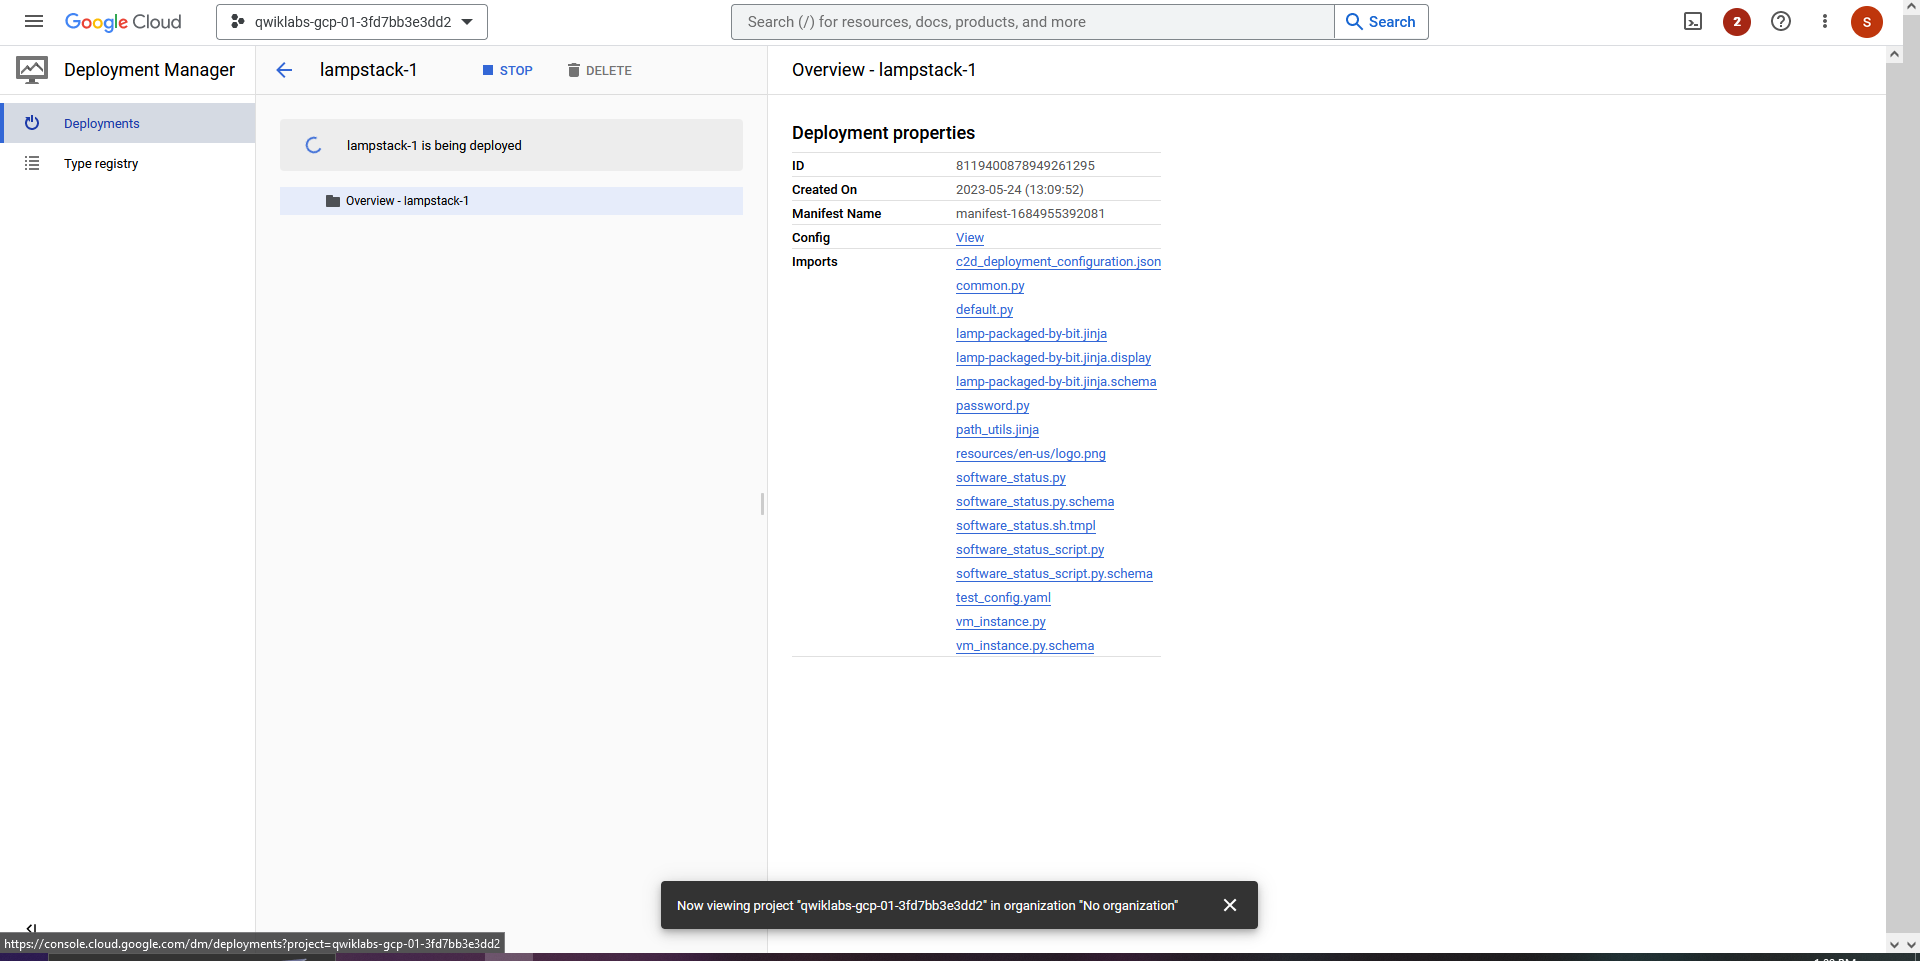 Google Cloud
qwiklabs-gcp-01-3fd7bb3e3dd2
Search (/) for resources, docs, products, and more
Search
2
S
Deployment Manager
lampstack-1
STOP
DELETE
Overview - lampstack-1
Deployments
Type registry
lampstack-1 is being deployed
Overview - lampstack-1
Deployment properties
ID 8119400878949261295
Created On 2023-05-24 (13:09:52)
Manifest Name manifest-1684955392081
Config View
Imports c2d_deployment_configuration.json
common.py
default.py
lamp-packaged-by-bit.jinja
lamp-packaged-by-bit.jinja.display
lamp-packaged-by-bit.jinja.schema
password.py
path_utils.jinja
resources/en-us/logo.png
software_status.py
software_status.py.schema
software_status.sh.tmpl
software_status_script.py
software_status_script.py.schema
test_config.yaml
vm_instance.py
vm_instance.py.schema
Now viewing project "qwiklabs-gcp-01-3fd7bb3e3dd2" in organization "No organization"
https://console.cloud.google.com/dm/deployments?project=qwiklabs-gcp-01-3fd7bb3e3dd2